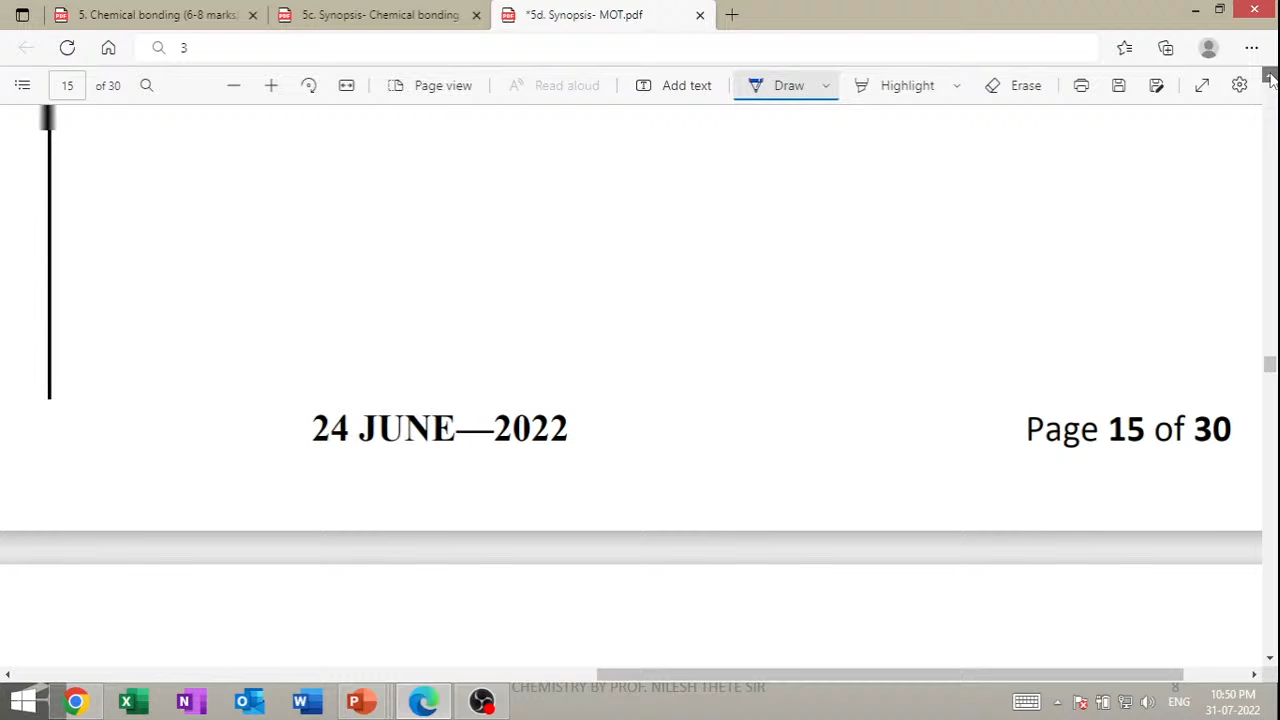 5. Chemical bonding (6-8 marks.
5c. Synopsis- Chemical bonding
*5d. Synopsis- MOT.pdf
3
15 of 30
Page view
Read aloud
Add text
Draw
Highlight
Erase
24 JUNE—2022
Page 15 of 30
CHEMISTRY BY PROF. NILESH THETE SIR
8
ENG
10:50 PM
31-07-2022